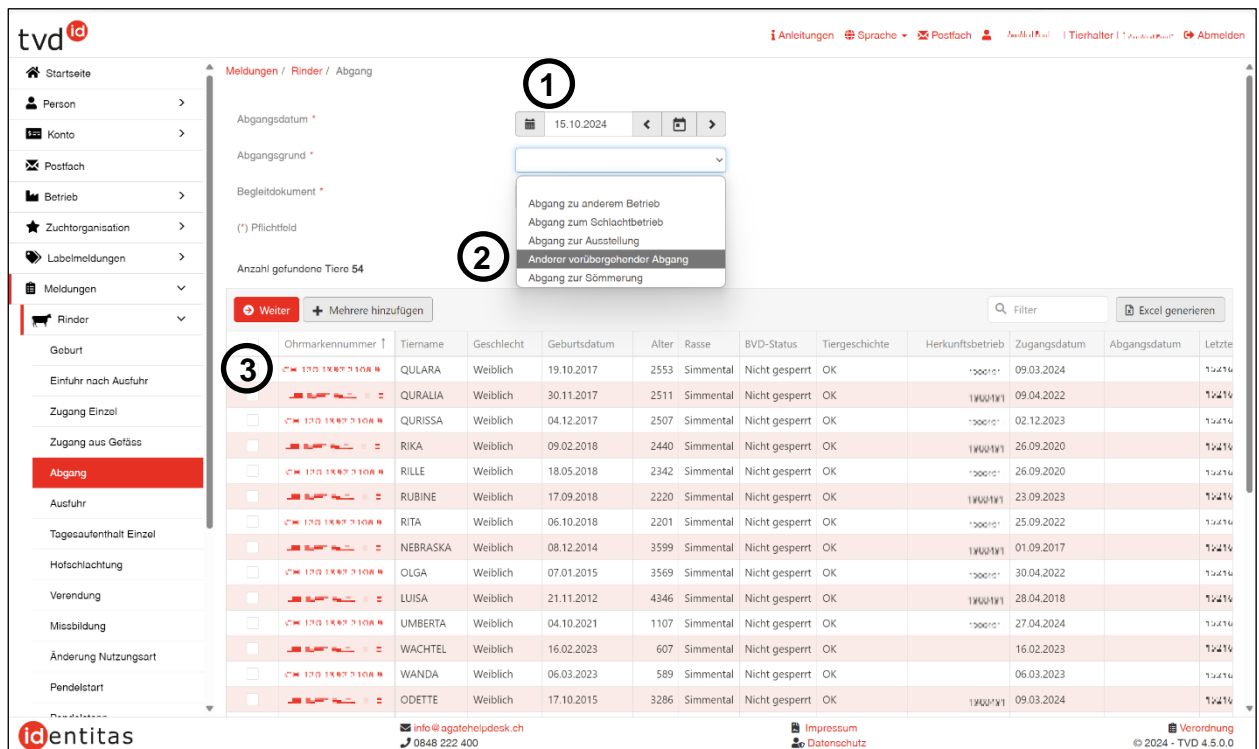 tvd id
Anleitungen Sprache Postfach | Tierhalter | Abmelden
Startseite
Person
Konto
Postfach
Betrieb
Zuchtorganisation
Labelmeldungen
Meldungen
Rinder
Geburt
Einfuhr nach Ausfuhr
Zugang Einzel
Zugang aus Gefäss
Abgang
Ausfuhr
Tagesaufenthalt Einzel
Hofschlachtung
Verendung
Missbildung
Änderung Nutzungsart
Pendelstart
Meldungen / Rinder / Abgang
1
Abgangsdatum * 15.10.2024
Abgangsgrund *
Begleitdokument *
(*) Pflichtfeld
Abgang zu anderem Betrieb
Abgang zum Schlachtbetrieb
Abgang zur Ausstellung
2
Anderer vorübergehender Abgang
Abgang zur Sömmerung
Anzahl gefundene Tiere 54
Weiter + Mehrere hinzufügen Filter Excel generieren
Ohrmarkennummer ↑ Tiername Geschlecht Geburtsdatum Alter Rasse BVD-Status Tiergeschichte Herkunftsbetrieb Zugangsdatum Abgangsdatum Letzte
3
QULARA Weiblich 19.10.2017 2553 Simmental Nicht gesperrt OK 09.03.2024
QURALIA Weiblich 30.11.2017 2511 Simmental Nicht gesperrt OK 09.04.2022
QURISSA Weiblich 04.12.2017 2507 Simmental Nicht gesperrt OK 02.12.2023
RIKA Weiblich 09.02.2018 2440 Simmental Nicht gesperrt OK 26.09.2020
RILLE Weiblich 18.05.2018 2342 Simmental Nicht gesperrt OK 26.09.2020
RUBINE Weiblich 17.09.2018 2220 Simmental Nicht gesperrt OK 23.09.2023
RITA Weiblich 06.10.2018 2201 Simmental Nicht gesperrt OK 25.09.2022
NEBRASKA Weiblich 08.12.2014 3599 Simmental Nicht gesperrt OK 01.09.2017
OLGA Weiblich 07.01.2015 3569 Simmental Nicht gesperrt OK 30.04.2022
LUISA Weiblich 21.11.2012 4346 Simmental Nicht gesperrt OK 28.04.2018
UMBERTA Weiblich 04.10.2021 1107 Simmental Nicht gesperrt OK 27.04.2024
WACHTEL Weiblich 16.02.2023 607 Simmental Nicht gesperrt OK 16.02.2023
WANDA Weiblich 06.03.2023 589 Simmental Nicht gesperrt OK 06.03.2023
ODETTE Weiblich 17.10.2015 3286 Simmental Nicht gesperrt OK 09.03.2024
identitas
info@agatehelpdesk.ch Impressum Verordnung
0848 222 400 Datenschutz © 2024 - TVD 4.5.0.0